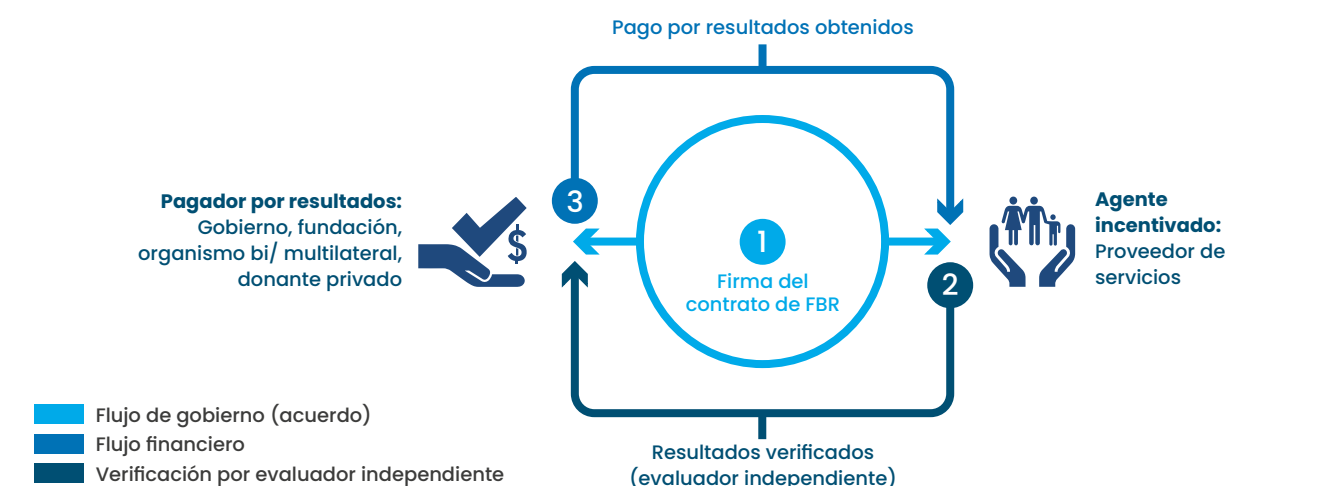 Pago por resultados obtenidos
Pagador por resultados:
Gobierno, fundación,
organismo bi/ multilateral,
donante privado
3
$
1
Firma del
contrato de FBR
Agente
incentivado:
Proveedor de
servicios
2
Flujo de gobierno (acuerdo)
Flujo financiero
Verificación por evaluador independiente
Resultados verificados
(evaluador independiente)